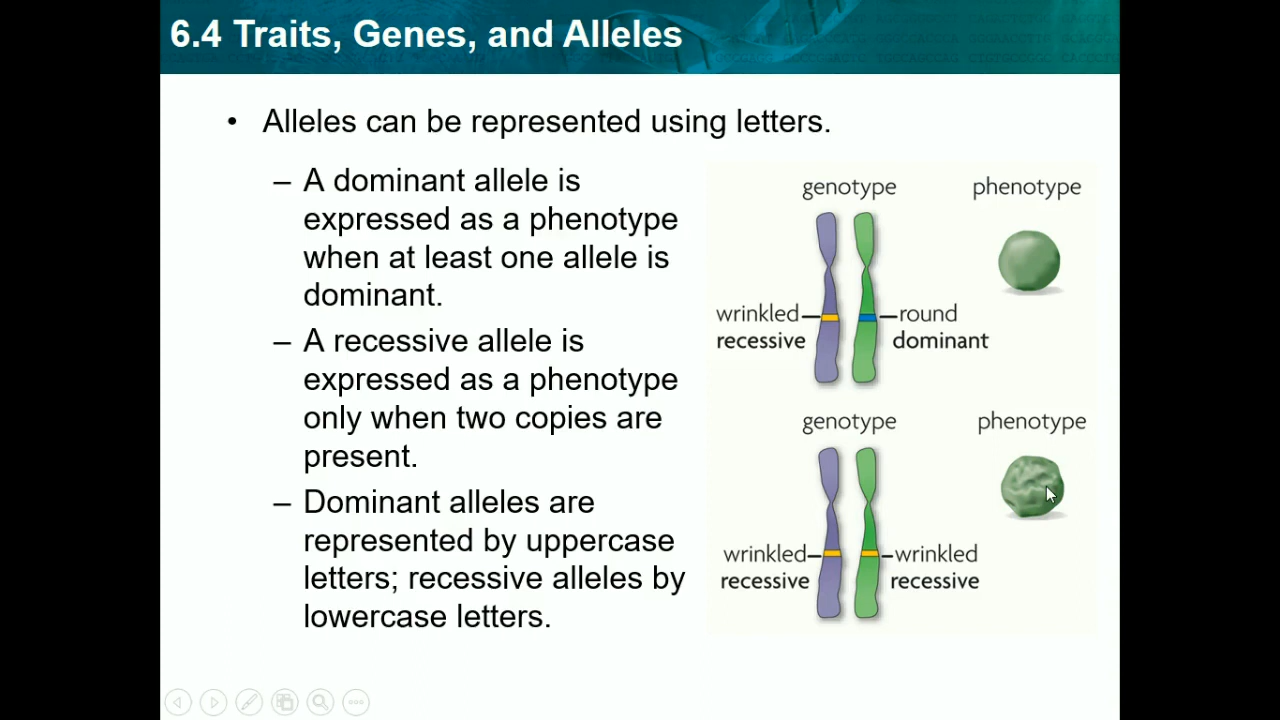 6.4 Traits, Genes, and Alleles
• Alleles can be represented using letters.
– A dominant allele is
expressed as a phenotype
when at least one allele is
dominant.
– A recessive allele is
expressed as a phenotype
only when two copies are
present.
– Dominant alleles are
represented by uppercase
letters; recessive alleles by
lowercase letters.
genotype phenotype
wrinkled round
recessive dominant
genotype phenotype
wrinkled wrinkled
recessive recessive